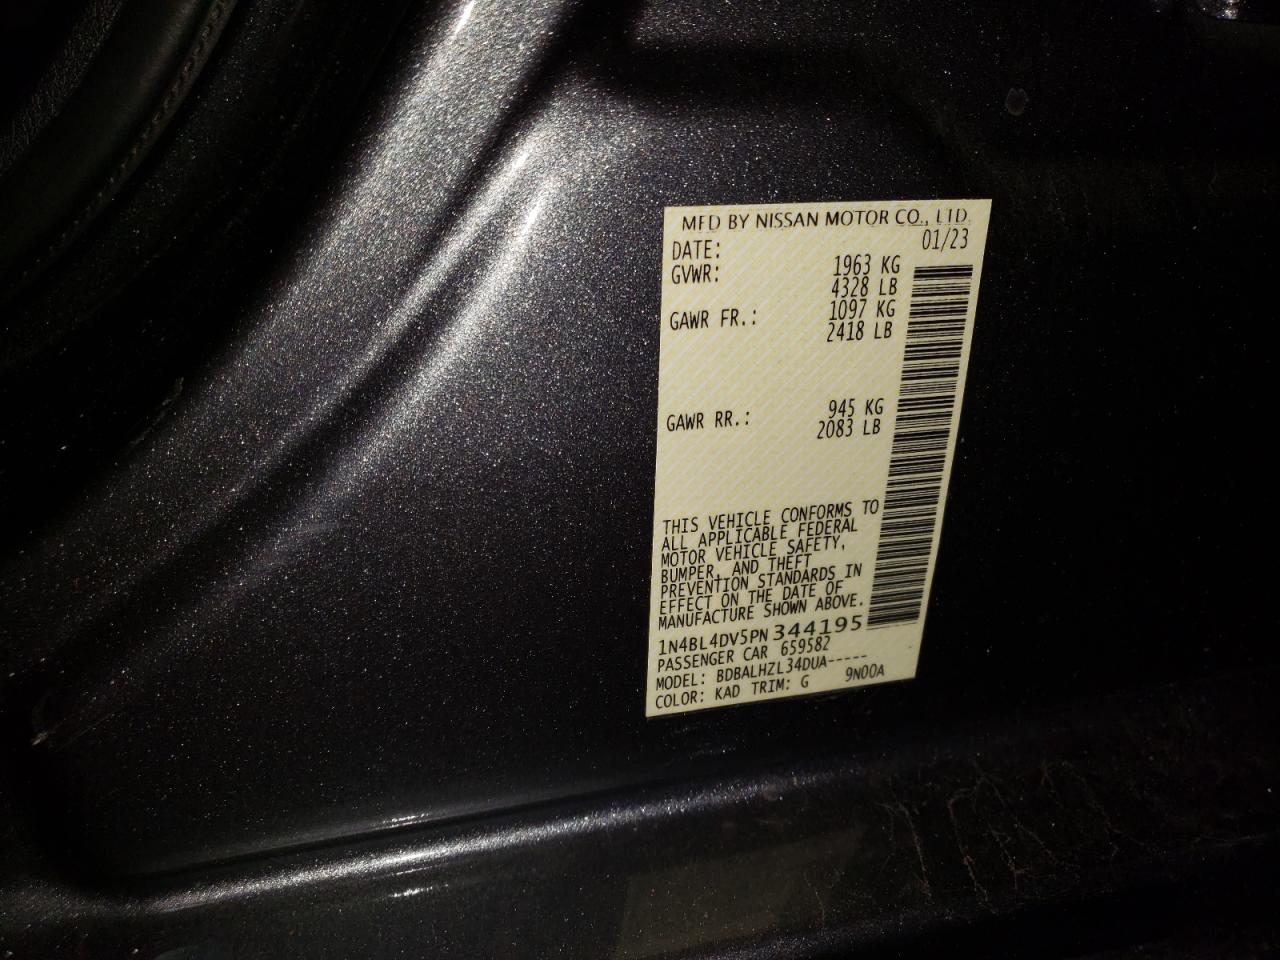 MFD BY NISSAN MOTOR CO., LTD.
DATE: 01/23
GVWR: 1963 KG
4328 LB
GAWR FR.: 1097 KG
2418 LB
GAWR RR.: 945 KG
2083 LB
THIS VEHICLE CONFORMS TO
ALL APPLICABLE FEDERAL
MOTOR VEHICLE SAFETY,
BUMPER, AND THEFT
PREVENTION STANDARDS IN
EFFECT ON THE DATE OF
MANUFACTURE SHOWN ABOVE.
1N4BL4DV5PN344195
PASSENGER CAR 659582
MODEL: BDBALHZL34DUA-----
COLOR: KAD TRIM: G 9N00A